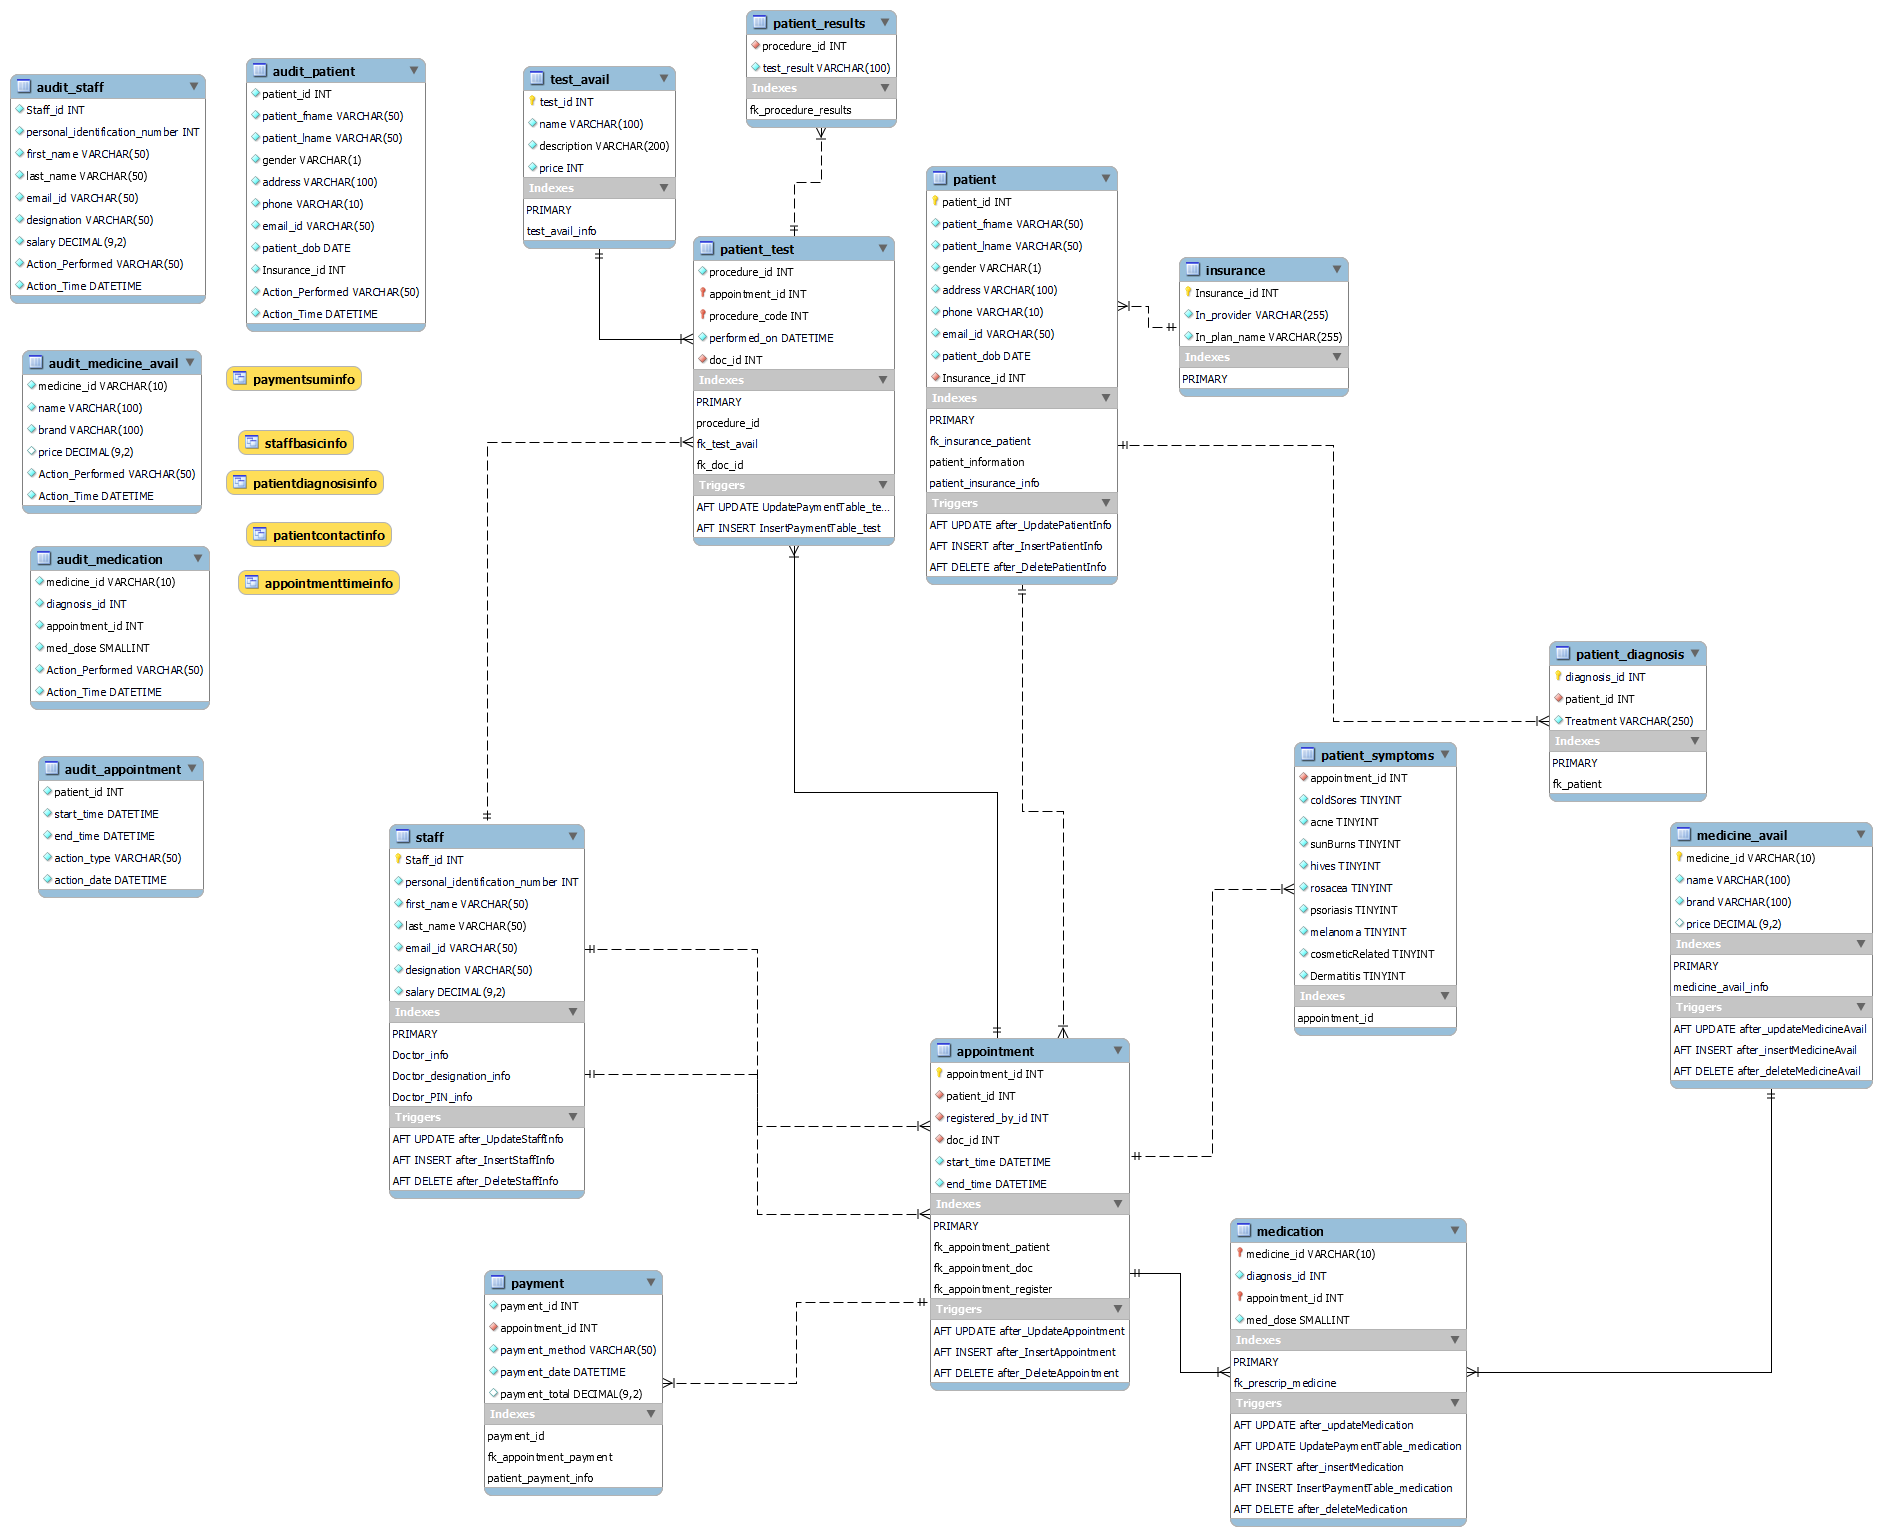 patient_results
procedure_id INT
test_result VARCHAR(100)
Indexes
fk_procedure_results
audit_staff
Staff_id INT
personal_identification_number INT
first_name VARCHAR(50)
last_name VARCHAR(50)
email_id VARCHAR(50)
designation VARCHAR(50)
salary DECIMAL(9,2)
Action_Performed VARCHAR(50)
Action_Time DATETIME
audit_patient
patient_id INT
patient_fname VARCHAR(50)
patient_lname VARCHAR(50)
gender VARCHAR(1)
address VARCHAR(100)
phone VARCHAR(10)
email_id VARCHAR(50)
patient_dob DATE
Insurance_id INT
Action_Performed VARCHAR(50)
Action_Time DATETIME
test_avail
test_id INT
name VARCHAR(100)
description VARCHAR(200)
price INT
Indexes
PRIMARY
test_avail_info
patient_test
procedure_id INT
appointment_id INT
procedure_code INT
performed_on DATETIME
doc_id INT
Indexes
PRIMARY
procedure_id
fk_test_avail
fk_doc_id
Triggers
AFT UPDATE UpdatePaymentTable_te...
AFT INSERT InsertPaymentTable_test
patient
patient_id INT
patient_fname VARCHAR(50)
patient_lname VARCHAR(50)
gender VARCHAR(1)
address VARCHAR(100)
phone VARCHAR(10)
email_id VARCHAR(50)
patient_dob DATE
Insurance_id INT
Indexes
PRIMARY
fk_insurance_patient
patient_information
patient_insurance_info
Triggers
AFT UPDATE after_UpdatePatientInfo
AFT INSERT after_InsertPatientInfo
AFT DELETE after_DeletePatientInfo
insurance
Insurance_id INT
In_provider VARCHAR(255)
In_plan_name VARCHAR(255)
Indexes
PRIMARY
audit_medicine_avail
medicine_id VARCHAR(10)
name VARCHAR(100)
brand VARCHAR(100)
price DECIMAL(9,2)
Action_Performed VARCHAR(50)
Action_Time DATETIME
paymentsuminfo
staffbasicinfo
patientdiagnosisinfo
patientcontactinfo
appointmenttimeinfo
audit_medication
medicine_id VARCHAR(10)
diagnosis_id INT
appointment_id INT
med_dose SMALLINT
Action_Performed VARCHAR(50)
Action_Time DATETIME
audit_appointment
patient_id INT
start_time DATETIME
end_time DATETIME
action_type VARCHAR(50)
action_date DATETIME
patient_diagnosis
diagnosis_id INT
patient_id INT
Treatment VARCHAR(250)
Indexes
PRIMARY
fk_patient
patient_symptoms
appointment_id INT
coldSores TINYINT
acne TINYINT
sunBurns TINYINT
hives TINYINT
rosacea TINYINT
psoriasis TINYINT
melanoma TINYINT
cosmeticRelated TINYINT
Dermatitis TINYINT
Indexes
appointment_id
medicine_avail
medicine_id VARCHAR(10)
name VARCHAR(100)
brand VARCHAR(100)
price DECIMAL(9,2)
Indexes
PRIMARY
medicine_avail_info
Triggers
AFT UPDATE after_updateMedicineAvail
AFT INSERT after_insertMedicineAvail
AFT DELETE after_deleteMedicineAvail
staff
Staff_id INT
personal_identification_number INT
first_name VARCHAR(50)
last_name VARCHAR(50)
email_id VARCHAR(50)
designation VARCHAR(50)
salary DECIMAL(9,2)
Indexes
PRIMARY
Doctor_info
Doctor_designation_info
Doctor_PIN_info
Triggers
AFT UPDATE after_UpdateStaffInfo
AFT INSERT after_InsertStaffInfo
AFT DELETE after_DeleteStaffInfo
appointment
appointment_id INT
patient_id INT
registered_by_id INT
doc_id INT
start_time DATETIME
end_time DATETIME
Indexes
PRIMARY
fk_appointment_patient
fk_appointment_doc
fk_appointment_register
Triggers
AFT UPDATE after_UpdateAppointment
AFT INSERT after_InsertAppointment
AFT DELETE after_DeleteAppointment
payment
payment_id INT
appointment_id INT
payment_method VARCHAR(50)
payment_date DATETIME
payment_total DECIMAL(9,2)
Indexes
payment_id
fk_appointment_payment
patient_payment_info
medication
medicine_id VARCHAR(10)
diagnosis_id INT
appointment_id INT
med_dose SMALLINT
Indexes
PRIMARY
fk_prescrip_medicine
Triggers
AFT UPDATE after_updateMedication
AFT UPDATE UpdatePaymentTable_medication
AFT INSERT after_insertMedication
AFT INSERT InsertPaymentTable_medication
AFT DELETE after_deleteMedication